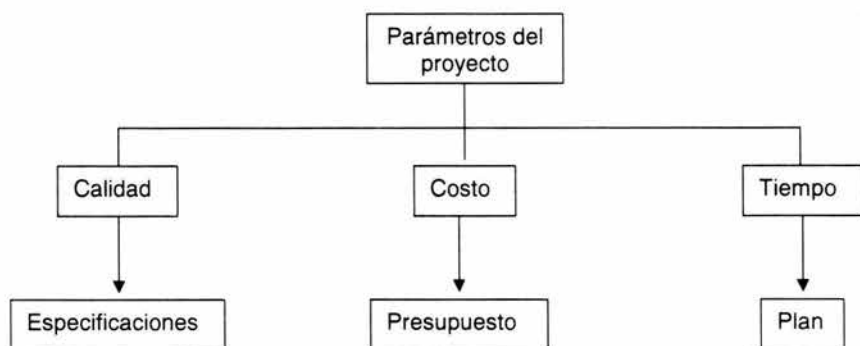 Parámetros del
proyecto
Calidad
Costo
Tiempo
Especificaciones
Presupuesto
Plan